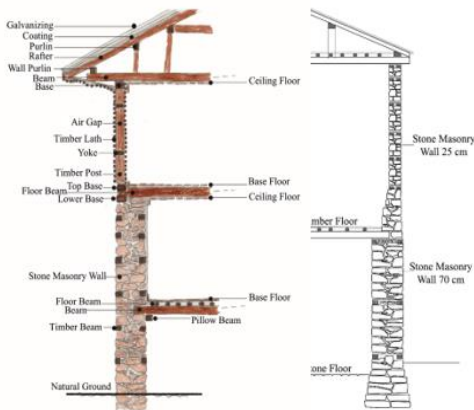 Galvanizing
Coating
Purlin
Rafter
Wall Purlin
Beam
Base
Ceiling Floor
Air Gap
Timber Lath
Yoke
Timber Post
Top Base
Floor Beam
Lower Base
Base Floor
Ceiling Floor
Stone Masonry Wall
Floor Beam
Beam
Timber Beam
Base Floor
Pillow Beam
Natural Ground
Stone Masonry
Wall 25 cm
mber Floor
Stone Masonry
Wall 70 cm
tone Floor